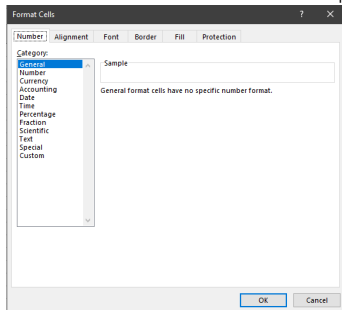 Format Cells ? ×
Number Alignment Font Border Fill Protection
Category:
General
Number
Currency
Accounting
Date
Time
Percentage
Fraction
Scientific
Text
Special
Custom
Sample
General format cells have no specific number format.
OK Cancel